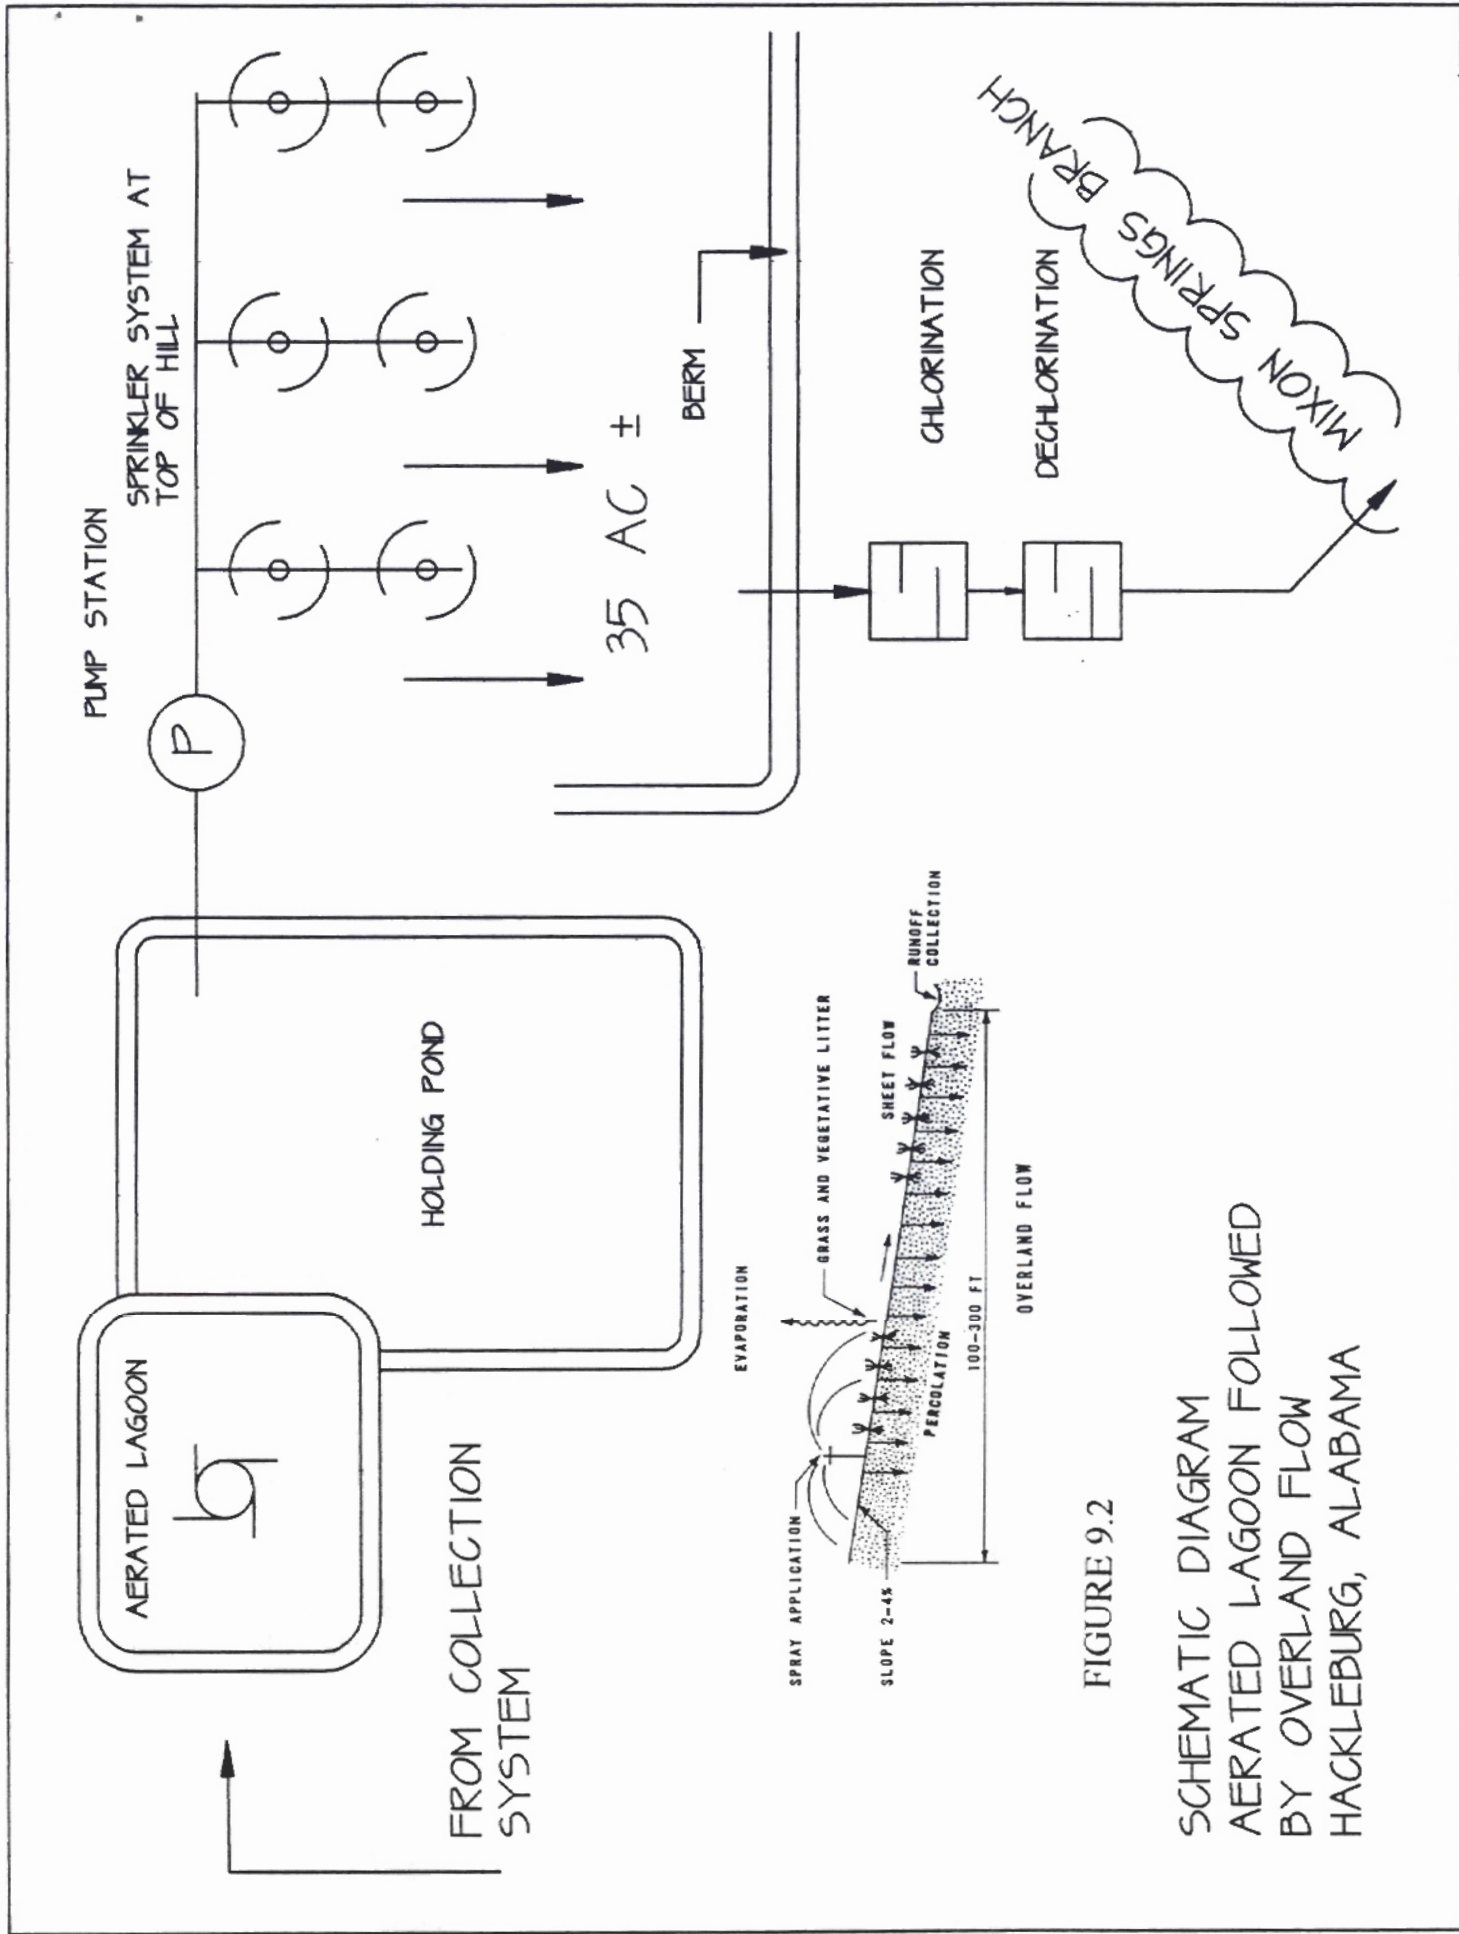 PUMP STATION
P
SPRINKLER SYSTEM AT
TOP OF HILL
AERATED LAGOON
HOLDING POND
FROM COLLECTION
SYSTEM
35 AC ±
BERM
CHLORINATION
DECHLORINATION
MIXON SPRINGS BRANCH
EVAPORATION
SPRAY APPLICATION
GRASS AND VEGETATIVE LITTER
SLOPE 2-4%
SHEET FLOW
RUNOFF
COLLECTION
PERCOLATION
100-300 FT
OVERLAND FLOW
FIGURE 9.2
SCHEMATIC DIAGRAM
AERATED LAGOON FOLLOWED
BY OVERLAND FLOW
HACKLEBURG, ALABAMA